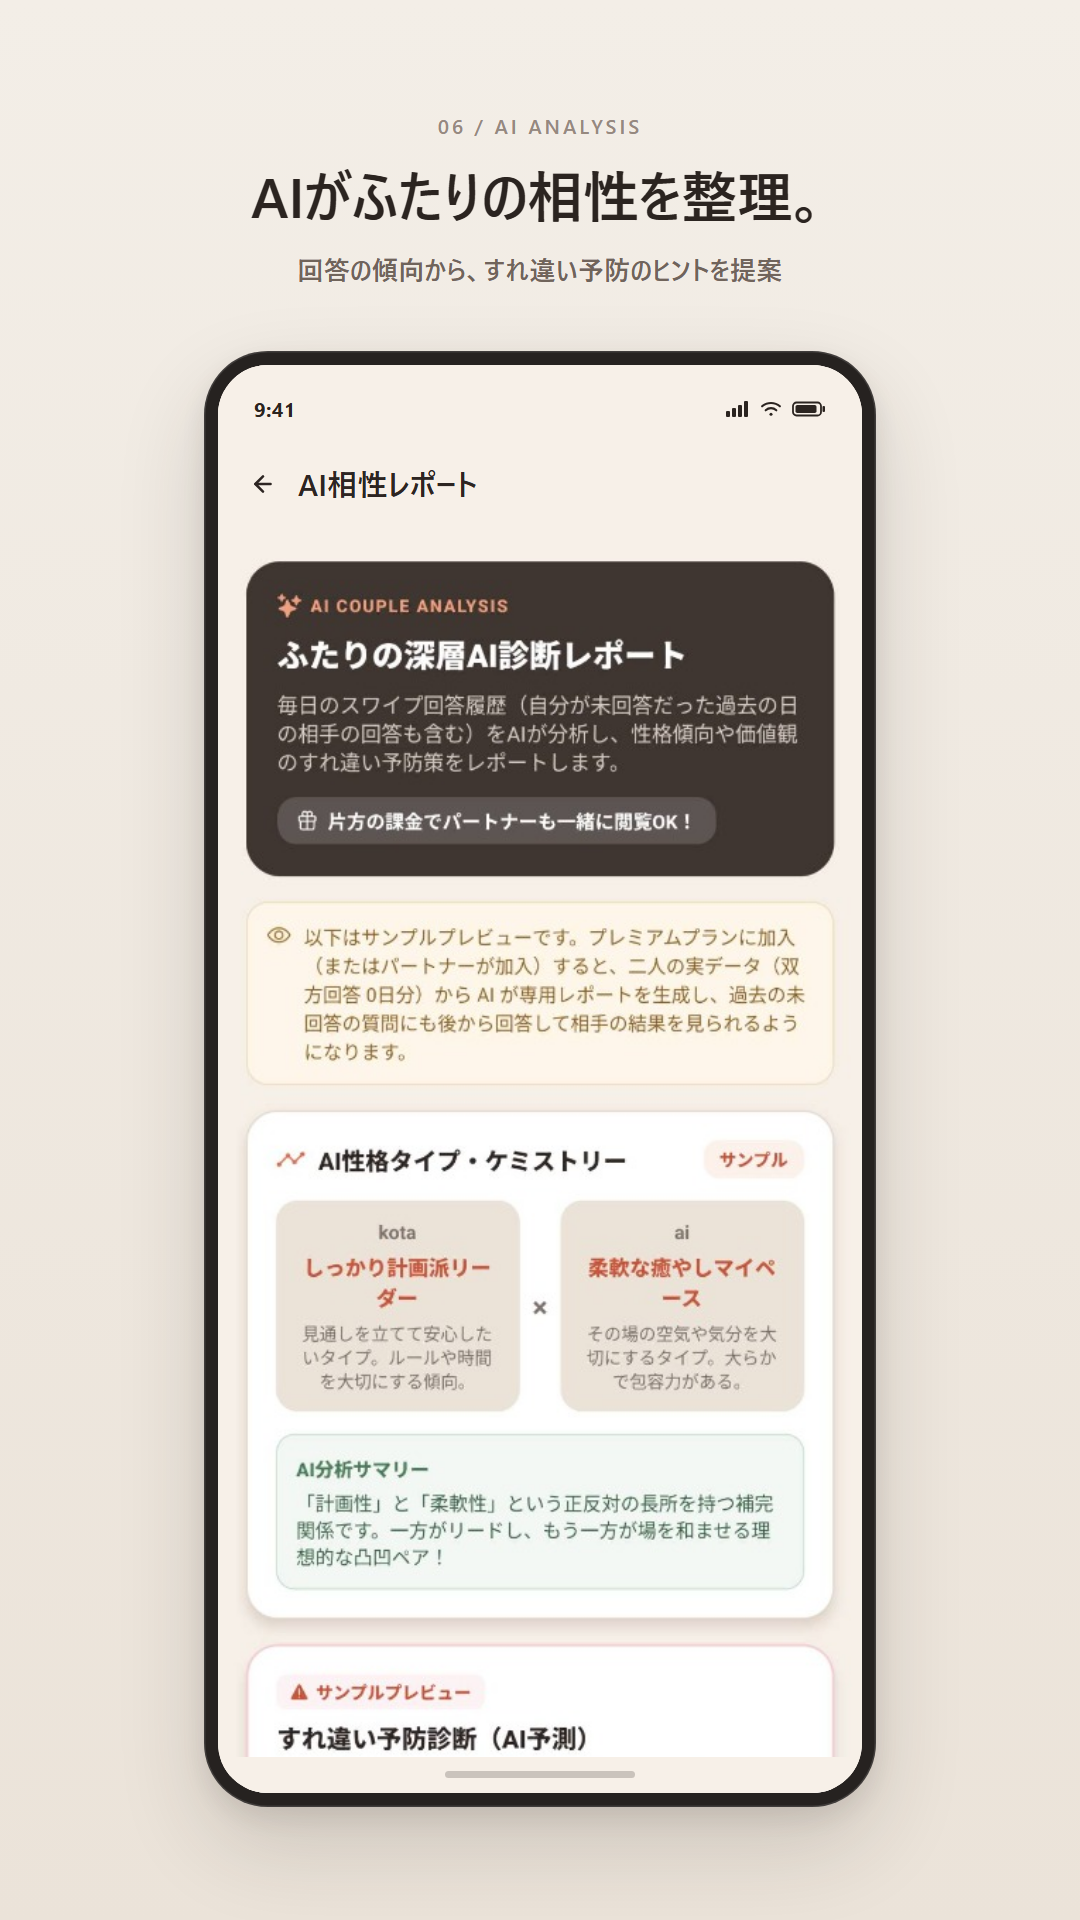 06 / AI ANALYSIS
AIがふたりの相性を整理。
回答の傾向から、すれ違い予防のヒントを提案
9:41
AI相性レポート
AI COUPLE ANALYSIS
ふたりの深層AI診断レポート
毎日のスワイプ回答履歴（自分が未回答だった過去の日
の相手の回答も含む）をAIが分析し、性格傾向や価値観
のすれ違い予防策をレポートします。
片方の課金でパートナーも一緒に閲覧OK！
以下はサンプルプレビューです。プレミアムプランに加入
（またはパートナーが加入）すると、二人の実データ（双
方回答 0日分）から AI が専用レポートを生成し、過去の未
回答の質問にも後から回答して相手の結果を見られるよう
になります。
AI性格タイプ・ケミストリー
サンプル
kota
しっかり計画派リー
ダー
見通しを立てて安心した
いタイプ。ルールや時間
を大切にする傾向。
×
ai
柔軟な癒やしマイペ
ース
その場の空気や気分を大
切にするタイプ。大らか
で包容力がある。
AI分析サマリー
「計画性」と「柔軟性」という正反対の長所を持つ補完
関係です。一方がリードし、もう一方が場を和ませる理
想的な凸凹ペア！
サンプルプレビュー
すれ違い予防診断（AI予測）